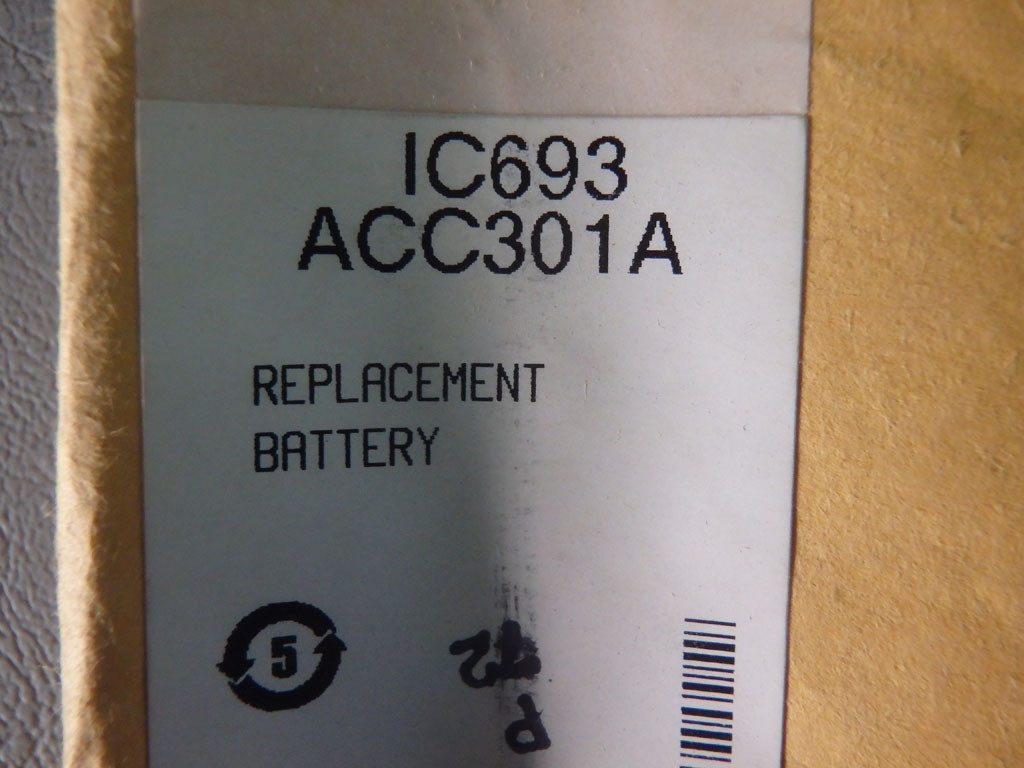 IC693
ACC301A
REPLACEMENT
BATTERY
5